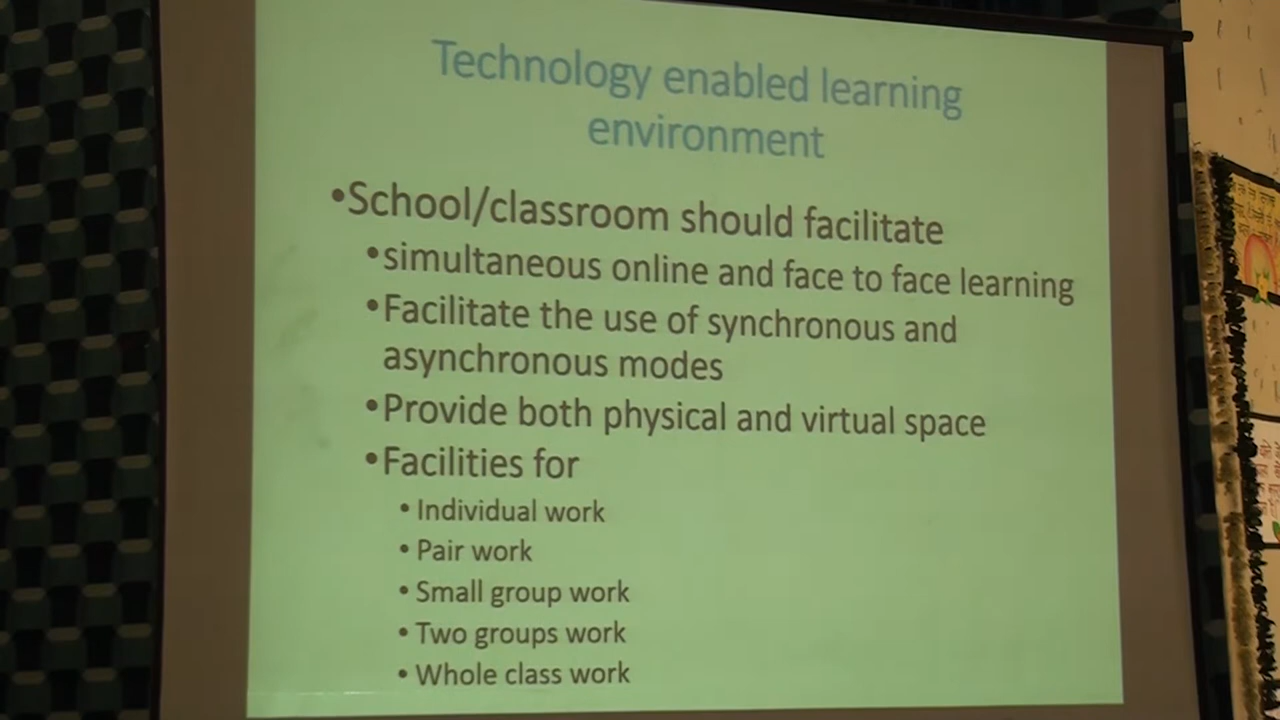 Technology enabled learning
environment
•School/classroom should facilitate
•simultaneous online and face to face learning
•Facilitate the use of synchronous and
asynchronous modes
•Provide both physical and virtual space
•Facilities for
• Individual work
• Pair work
• Small group work
• Two groups work
• Whole class work